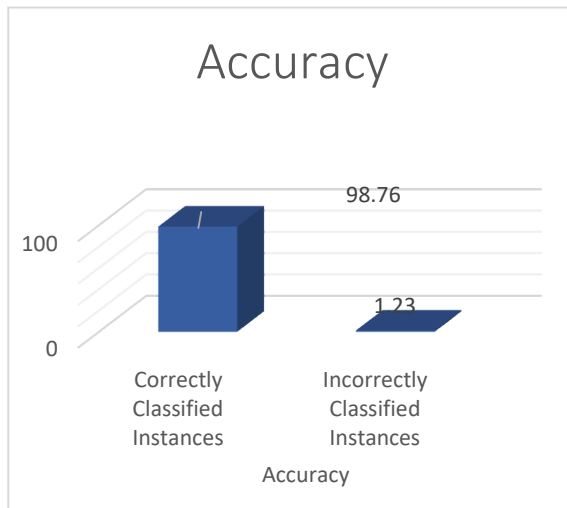 Accuracy
98.76
100
1.23
0
Correctly Incorrectly
Classified Classified
Instances Instances
Accuracy